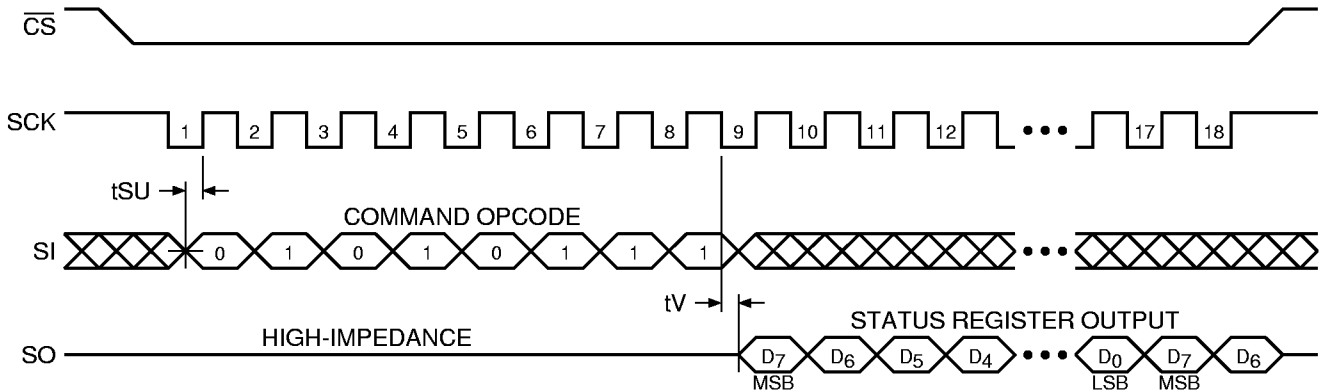 CS
SCK 1 2 3 4 5 6 7 8 9 10 11 12 ••• 17 18
tSU
COMMAND OPCODE
SI 0 1 0 1 0 1 1 1 •••
tV
HIGH-IMPEDANCE STATUS REGISTER OUTPUT
SO D7 D6 D5 D4 ••• D0 D7 D6
MSB LSB MSB